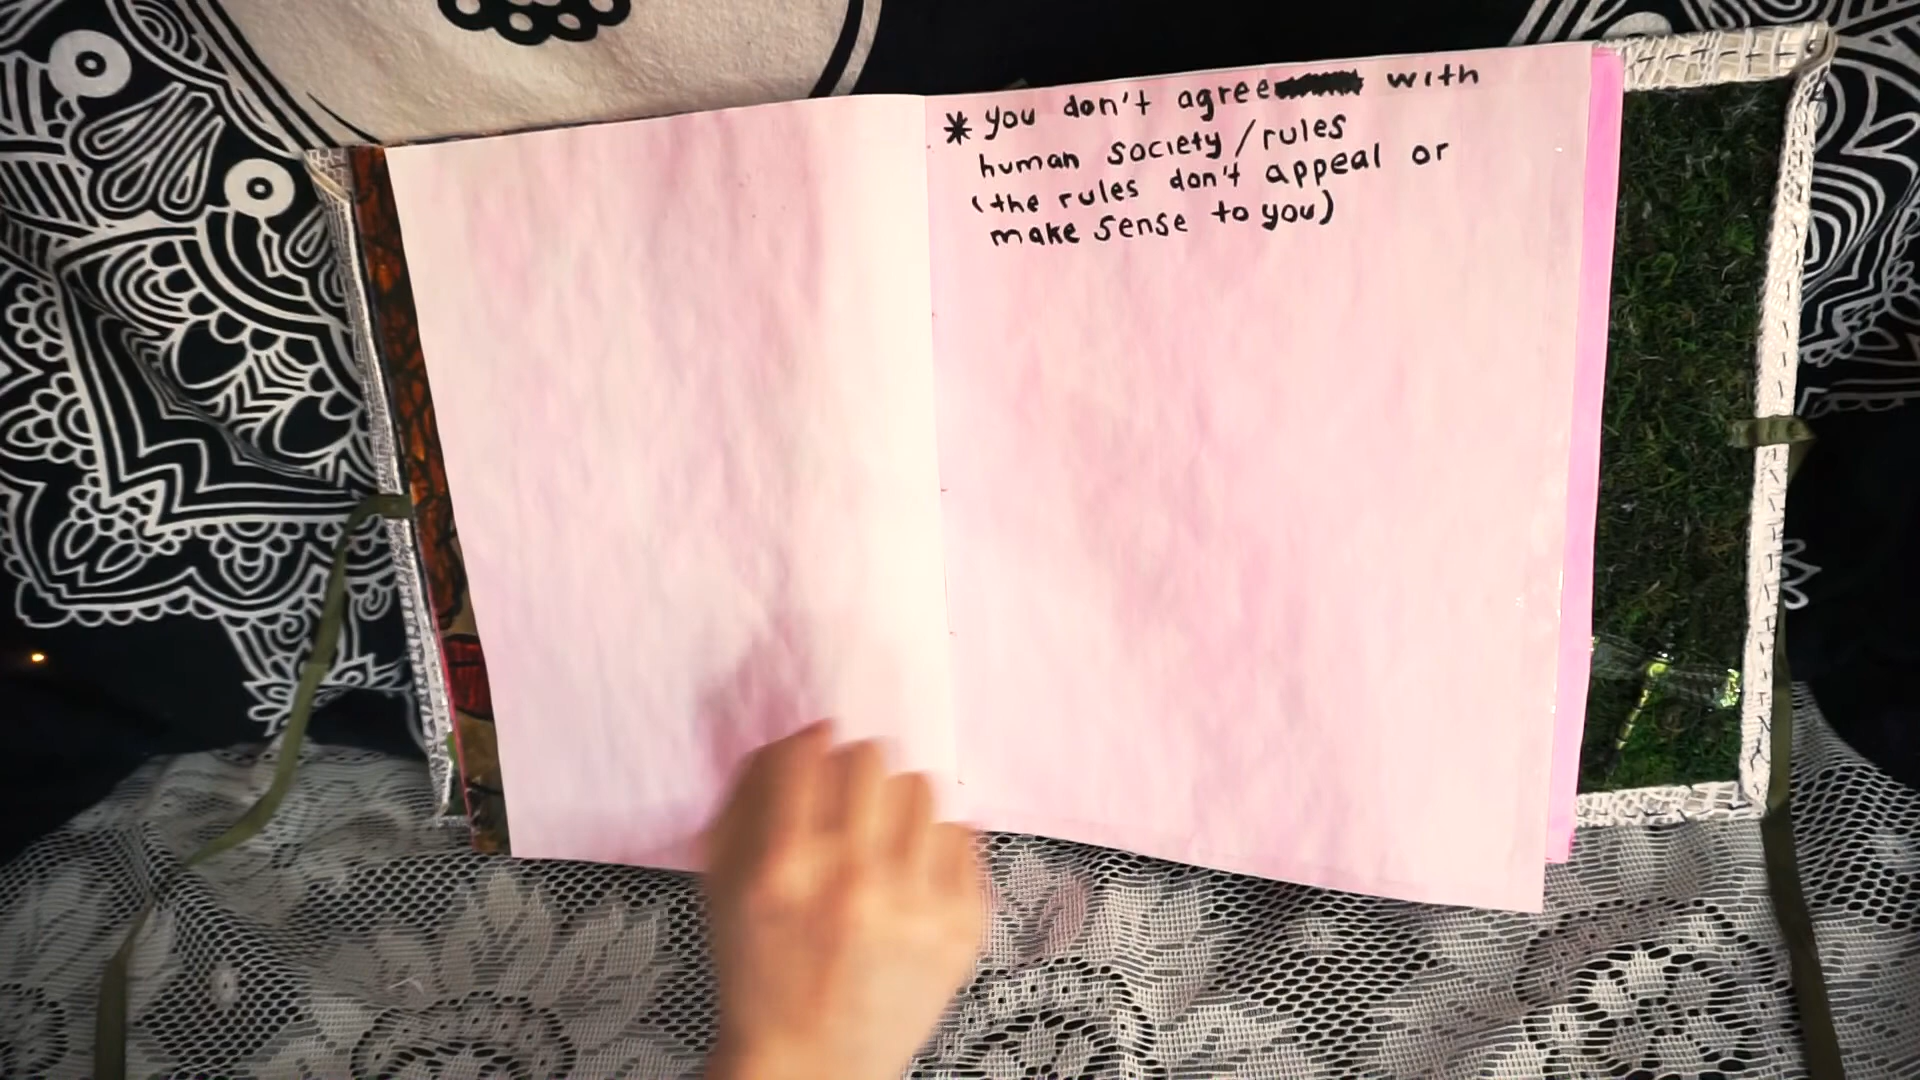 * you don't agree with
human society/rules
(the rules don't appeal or
make sense to you)